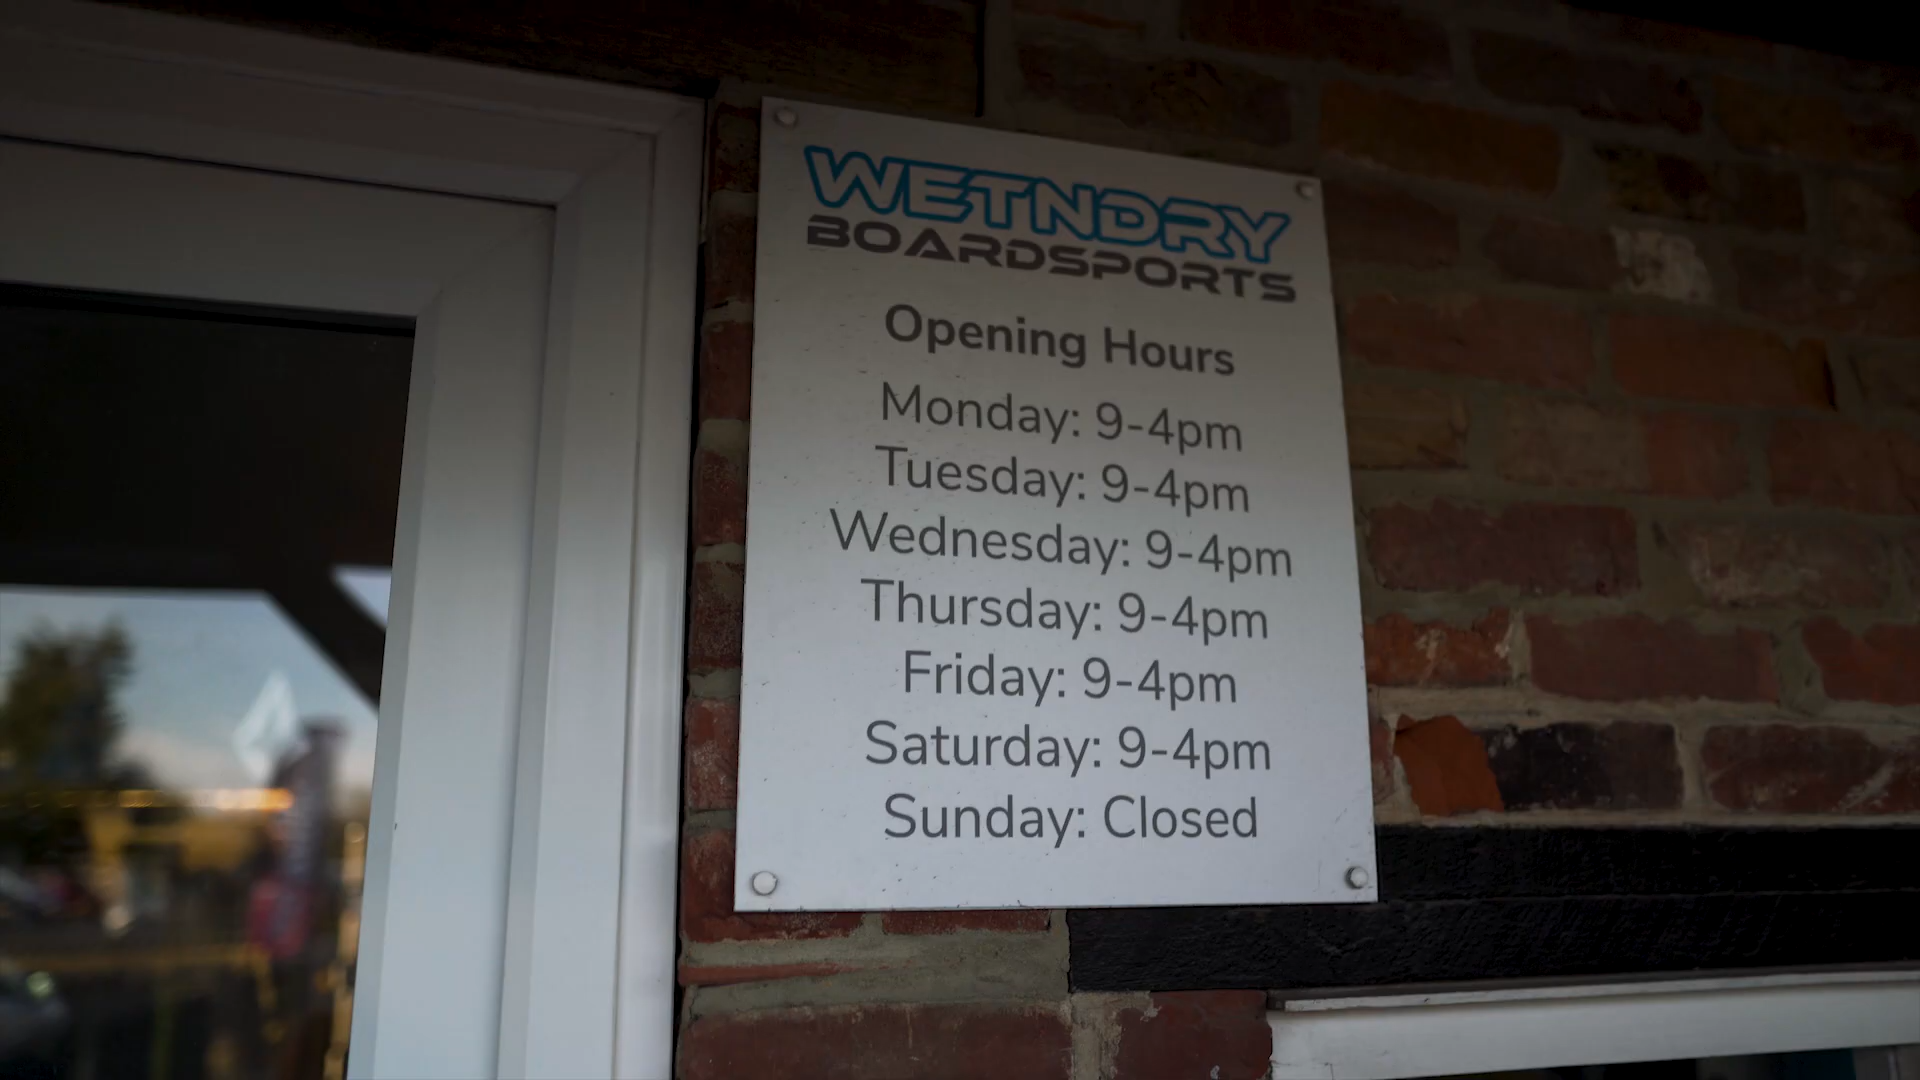 WETNDRY
BOARDSPORTS
Opening Hours
Monday: 9-4pm
Tuesday: 9-4pm
Wednesday: 9-4pm
Thursday: 9-4pm
Friday: 9-4pm
Saturday: 9-4pm
Sunday: Closed